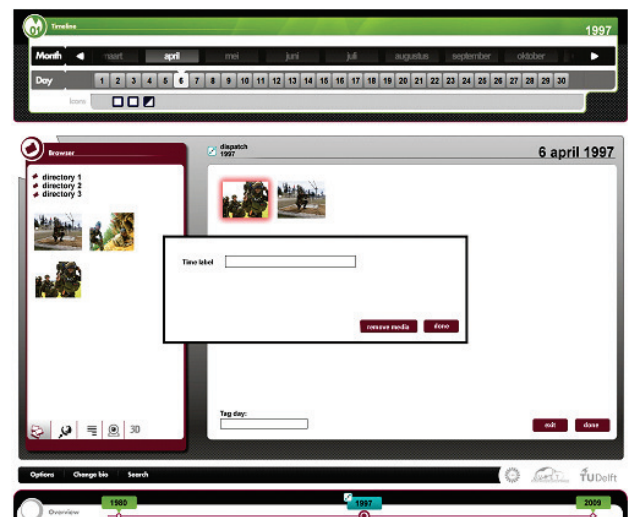 01 Timeline
1997
Month maart april mei juni juli augustus september oktober
Day 1 2 3 4 5 6 7 8 9 10 11 12 13 14 15 16 17 18 19 20 21 22 23 24 25 26 27 28 29 30
Icons
Browser
dispatch
1997
6 april 1997
directory 1
directory 2
directory 3
Time label
remove media done
Tag day:
3D
exit done
Options Change bio Search
TUDelft
1980 1997 2009
Overview